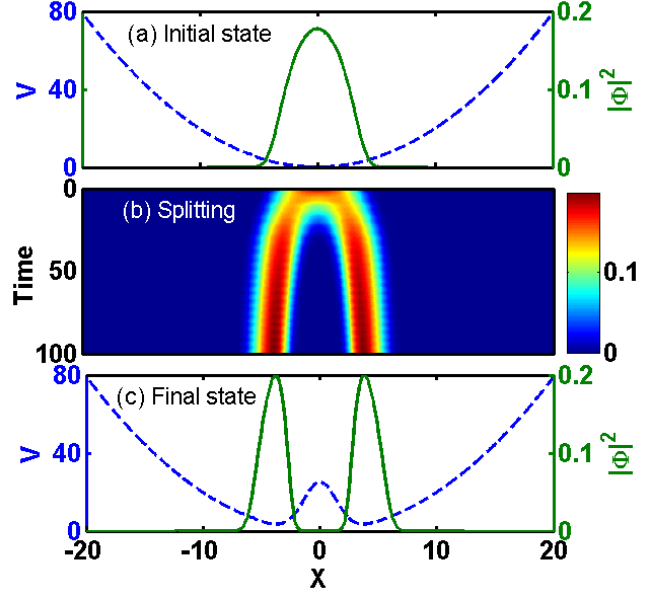 80
40
0
V
(a) Initial state
0.2
0.1
0
|Φ|²
0
50
100
Time
(b) Splitting
0.1
0
80
40
0
V
(c) Final state
0.2
0.1
0
|Φ|²
-20 -10 0 10 20
X